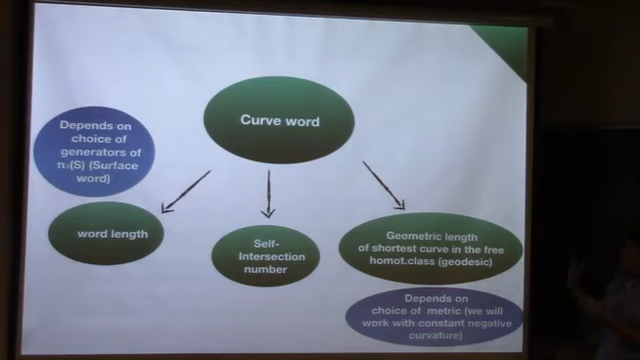 Curve word
Depends on
choice of
generators of
π₁(S) (Surface
word)
word length
Self-
Intersection
number
Geometric length
of shortest curve in the free
homot.class (geodesic)
Depends on
choice of metric (we will
work with constant negative
curvature)